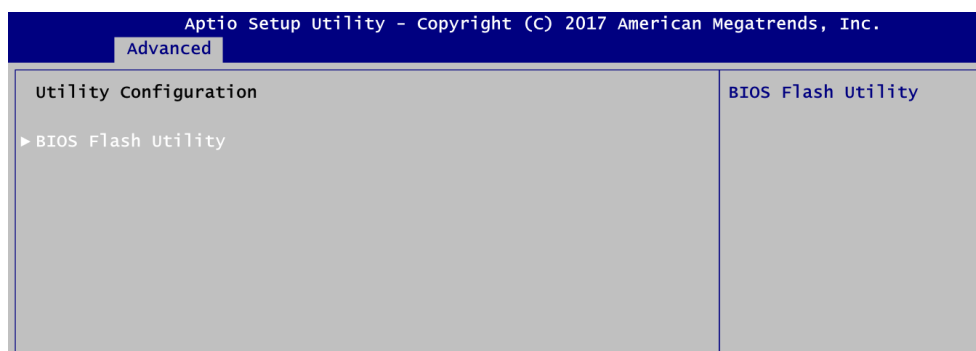 Aptio Setup Utility – Copyright (C) 2017 American Megatrends, Inc.
Advanced
Utility Configuration
BIOS Flash Utility
►BIOS Flash Utility